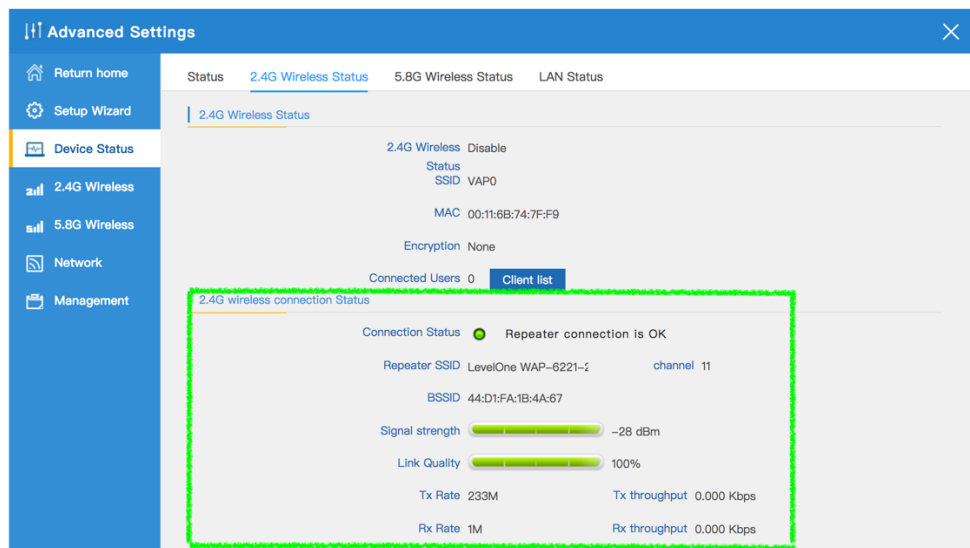 Advanced Settings
Return home
Setup Wizard
Device Status
2.4G Wireless
5.8G Wireless
Network
Management
Status 2.4G Wireless Status 5.8G Wireless Status LAN Status
2.4G Wireless Status
2.4G Wireless Status Disable
SSID VAP0
MAC 00:11:6B:74:7F:F9
Encryption None
Connected Users 0 Client list
2.4G wireless connection Status
Connection Status Repeater connection is OK
Repeater SSID LevelOne WAP-6221-2 channel 11
BSSID 44:D1:FA:1B:4A:67
Signal strength -28 dBm
Link Quality 100%
Tx Rate 233M Tx throughput 0.000 Kbps
Rx Rate 1M Rx throughput 0.000 Kbps